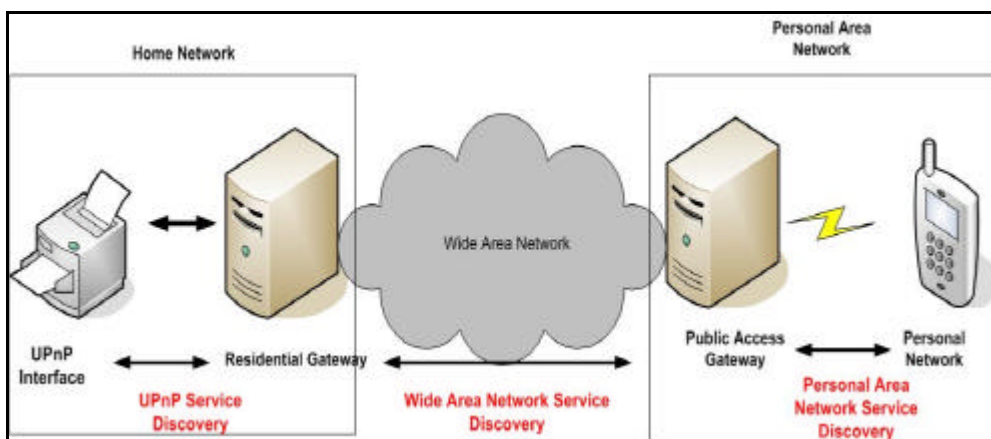 Home Network
Personal Area
Network
Wide Area Network
UPnP
Interface
Residential Gateway
Public Access
Gateway
Personal
Network
UPnP Service
Discovery
Wide Area Network Service
Discovery
Personal Area
Network Service
Discovery